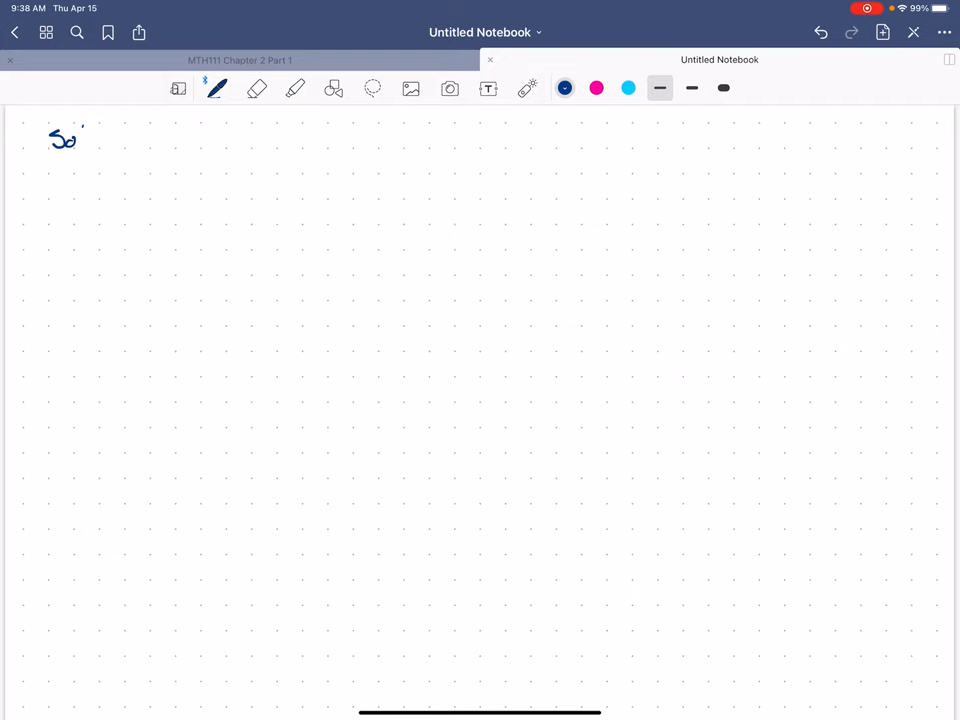 9:38 AM Thu Apr 15 99%
Untitled Notebook
MTH111 Chapter 2 Part 1 Untitled Notebook
T
So